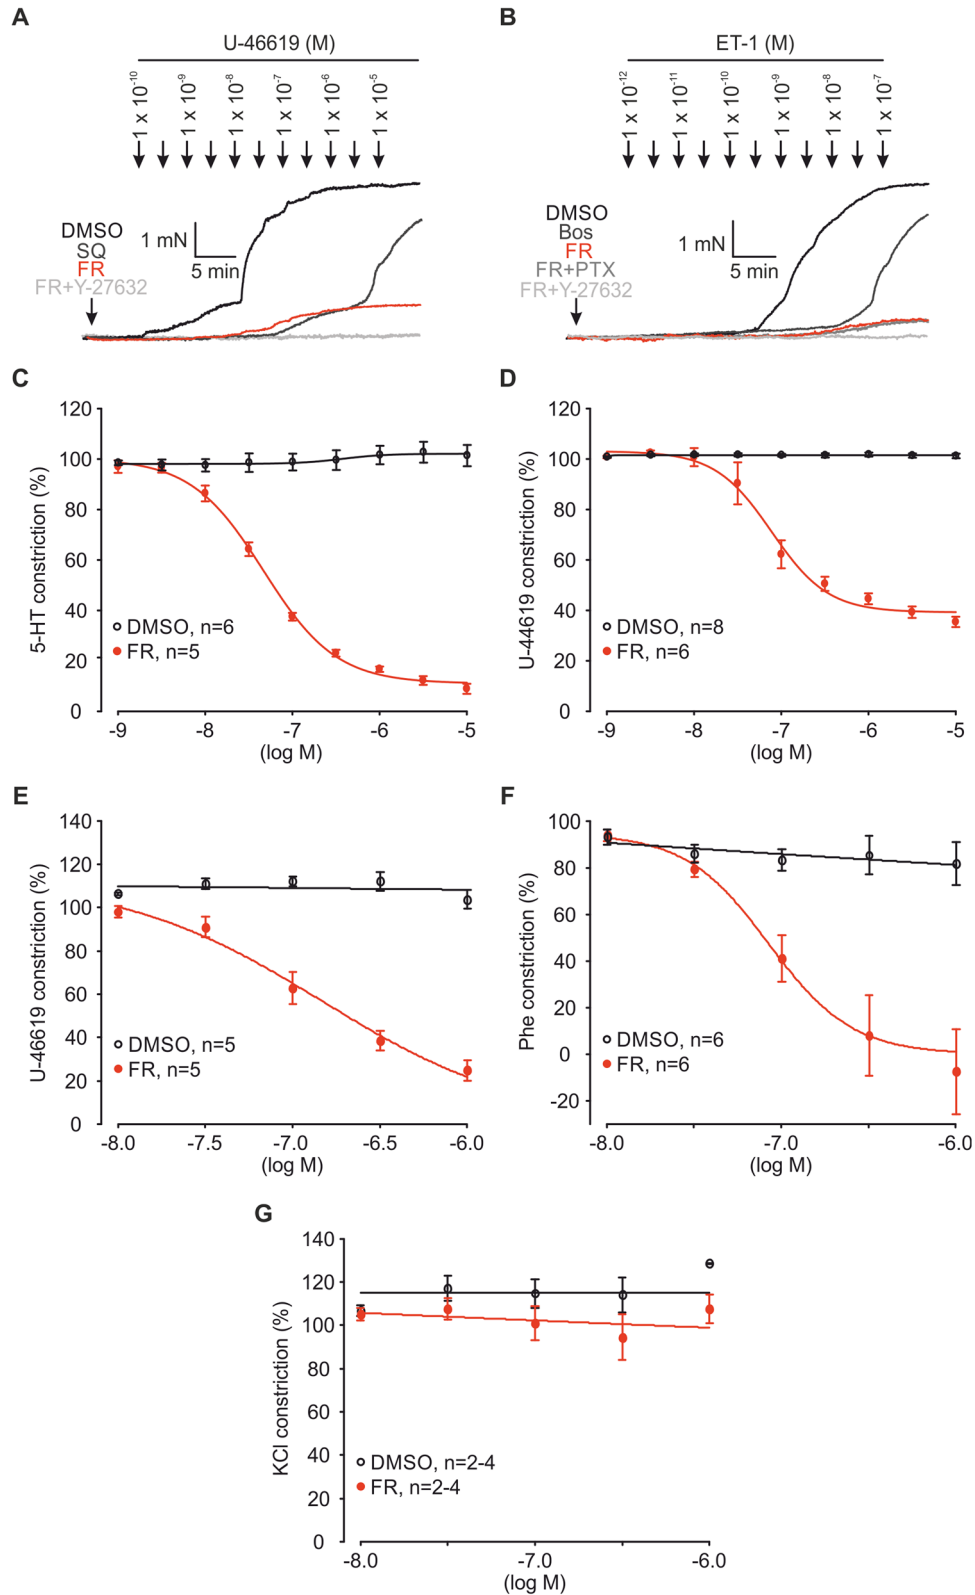 A
U-46619 (M)
1 x 10-10
1 x 10-9
1 x 10-8
1 x 10-7
1 x 10-6
1 x 10-5
DMSO
SQ
FR
FR+Y-27632
1 mN
5 min
B
ET-1 (M)
1 x 10-12
1 x 10-11
1 x 10-10
1 x 10-9
1 x 10-8
1 x 10-7
DMSO
Bos
FR
FR+PTX
FR+Y-27632
1 mN
5 min
C
5-HT constriction (%)
120
100
80
60
40
20
0
DMSO, n=6
FR, n=5
-9 -8 -7 -6 -5
(log M)
D
U-44619 constriction (%)
120
100
80
60
40
20
0
DMSO, n=8
FR, n=6
-9 -8 -7 -6 -5
(log M)
E
U-46619 constriction (%)
140
120
100
80
60
40
20
0
DMSO, n=5
FR, n=5
-8.0 -7.5 -7.0 -6.5 -6.0
(log M)
F
Phe constriction (%)
100
80
60
40
20
0
-20
DMSO, n=6
FR, n=6
-8.0 -7.0 -6.0
(log M)
G
KCl constriction (%)
140
120
100
80
60
40
20
0
DMSO, n=2-4
FR, n=2-4
-8.0 -7.0 -6.0
(log M)